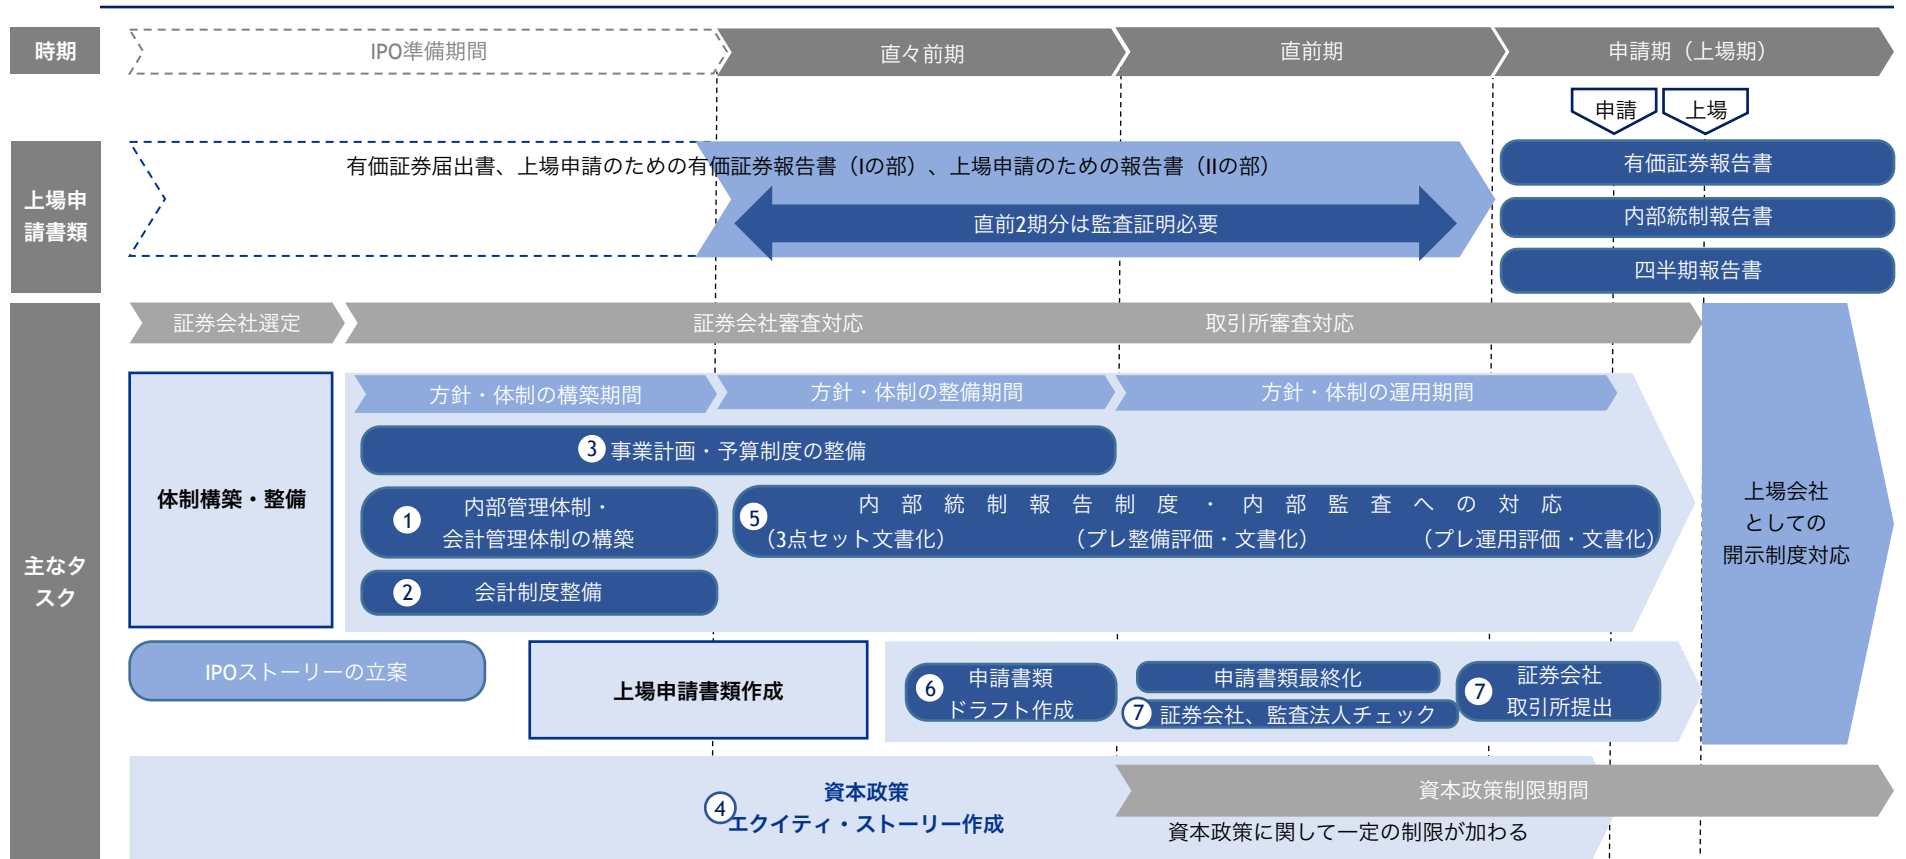 時期
IPO準備期間
直々前期
直前期
申請期（上場期）
申請
上場
上場申
請書類
有価証券届出書、上場申請のための有価証券報告書（Iの部）、上場申請のための報告書（IIの部）
直前2期分は監査証明必要
有価証券報告書
内部統制報告書
四半期報告書
主なタ
スク
証券会社選定
証券会社審査対応
取引所審査対応
体制構築・整備
方針・体制の構築期間
方針・体制の整備期間
方針・体制の運用期間
3 事業計画・予算制度の整備
1
内部管理体制・
会計管理体制の構築
5
内部統制報告制度・内部監査への対応
（3点セット文書化） （プレ整備評価・文書化） （プレ運用評価・文書化）
2 会計制度整備
上場会社
としての
開示制度対応
IPOストーリーの立案
上場申請書類作成
6
申請書類
ドラフト作成
申請書類最終化
7 証券会社、監査法人チェック
7
証券会社
取引所提出
4
資本政策
エクイティ・ストーリー作成
資本政策制限期間
資本政策に関して一定の制限が加わる